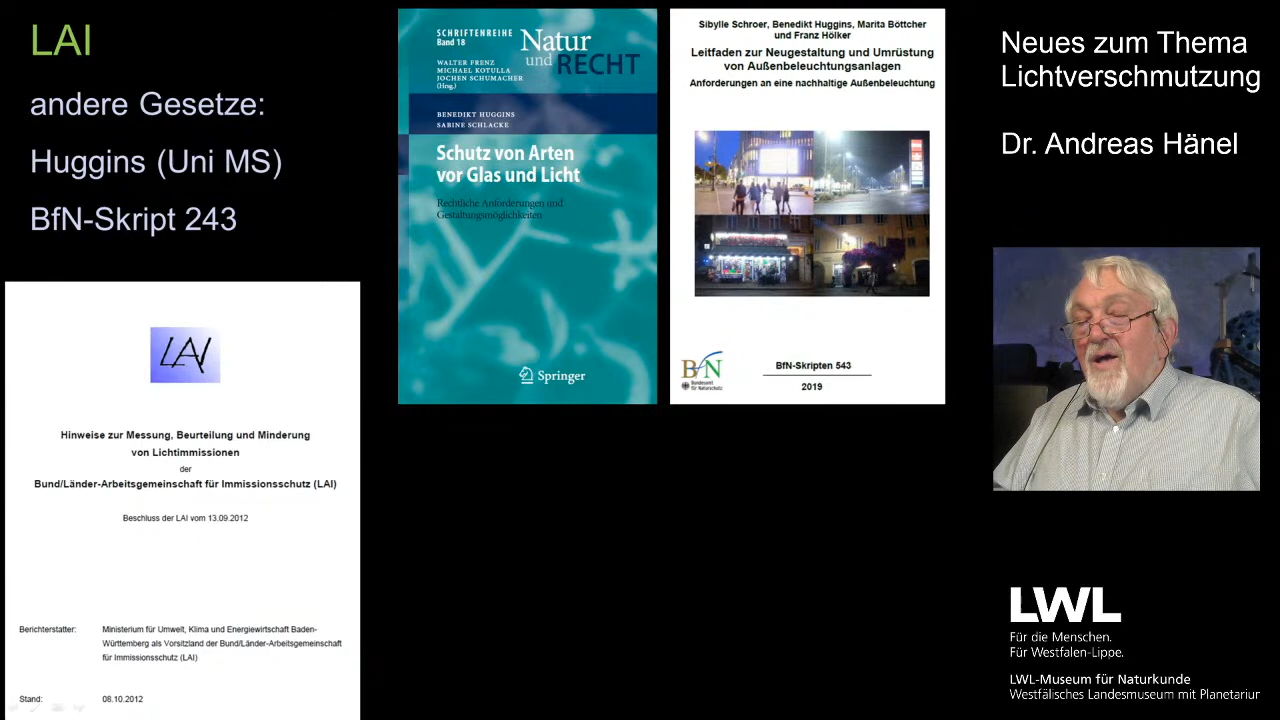 LAI
andere Gesetze:
Huggins (Uni MS)
BfN-Skript 243
LAI
Hinweise zur Messung, Beurteilung und Minderung
von Lichtimmissionen
der
Bund/Länder-Arbeitsgemeinschaft für Immissionsschutz (LAI)
Beschluss der LAI vom 13.09.2012
Berichterstatter:
Ministerium für Umwelt, Klima und Energiewirtschaft Baden-
Württemberg als Vorsitzland der Bund/Länder-Arbeitsgemeinschaft
für Immissionsschutz (LAI)
Stand:
08.10.2012
SCHRIFTENREIHE
Band 18
Natur
und RECHT
WALTER FRENZ
MICHAEL KOTULLA
JOCHEN SCHUMACHER
(Hrsg.)
BENEDIKT HUGGINS
SABINE SCHLACKE
Schutz von Arten
vor Glas und Licht
Rechtliche Anforderungen und
Gestaltungsmöglichkeiten
Springer
Sibylle Schroer, Benedikt Huggins, Marita Böttcher
und Franz Hölker
Leitfaden zur Neugestaltung und Umrüstung
von Außenbeleuchtungsanlagen
Anforderungen an eine nachhaltige Außenbeleuchtung
BfN
Bundesamt
für Naturschutz
BfN-Skripten 543
2019
Neues zum Thema
Lichtverschmutzung
Dr. Andreas Hänel
LWL
Für die Menschen.
Für Westfalen-Lippe.
LWL-Museum für Naturkunde
Westfälisches Landesmuseum mit Planetariur